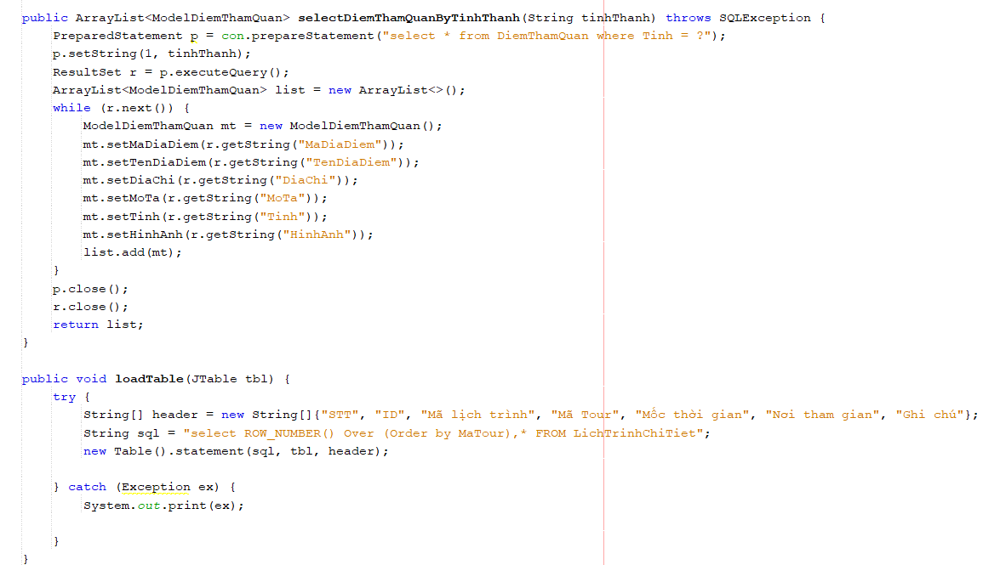 public ArrayList<ModelDiemThamQuan> selectDiemThamQuanByTinhThanh(String tinhThanh) throws SQLException {
PreparedStatement p = con.prepareStatement("select * from DiemThamQuan where Tinh = ?");
p.setString(1, tinhThanh);
ResultSet r = p.executeQuery();
ArrayList<ModelDiemThamQuan> list = new ArrayList<>();
while (r.next()) {
ModelDiemThamQuan mt = new ModelDiemThamQuan();
mt.setMaDiaDiem(r.getString("MaDiaDiem"));
mt.setTenDiaDiem(r.getString("TenDiaDiem"));
mt.setDiaChi(r.getString("DiaChi"));
mt.setMoTa(r.getString("MoTa"));
mt.setTinh(r.getString("Tinh"));
mt.setHinhAnh(r.getString("HinhAnh"));
list.add(mt);
}
p.close();
r.close();
return list;
}
public void loadTable(JTable tbl) {
try {
String[] header = new String[]{"STT", "ID", "Mã lịch trình", "Mã Tour", "Mốc thời gian", "Nơi tham gian", "Ghi chú"};
String sql = "select ROW_NUMBER() Over (Order by MaTour),* FROM LichTrinhChiTiet";
new Table().statement(sql, tbl, header);
} catch (Exception ex) {
System.out.print(ex);
}
}